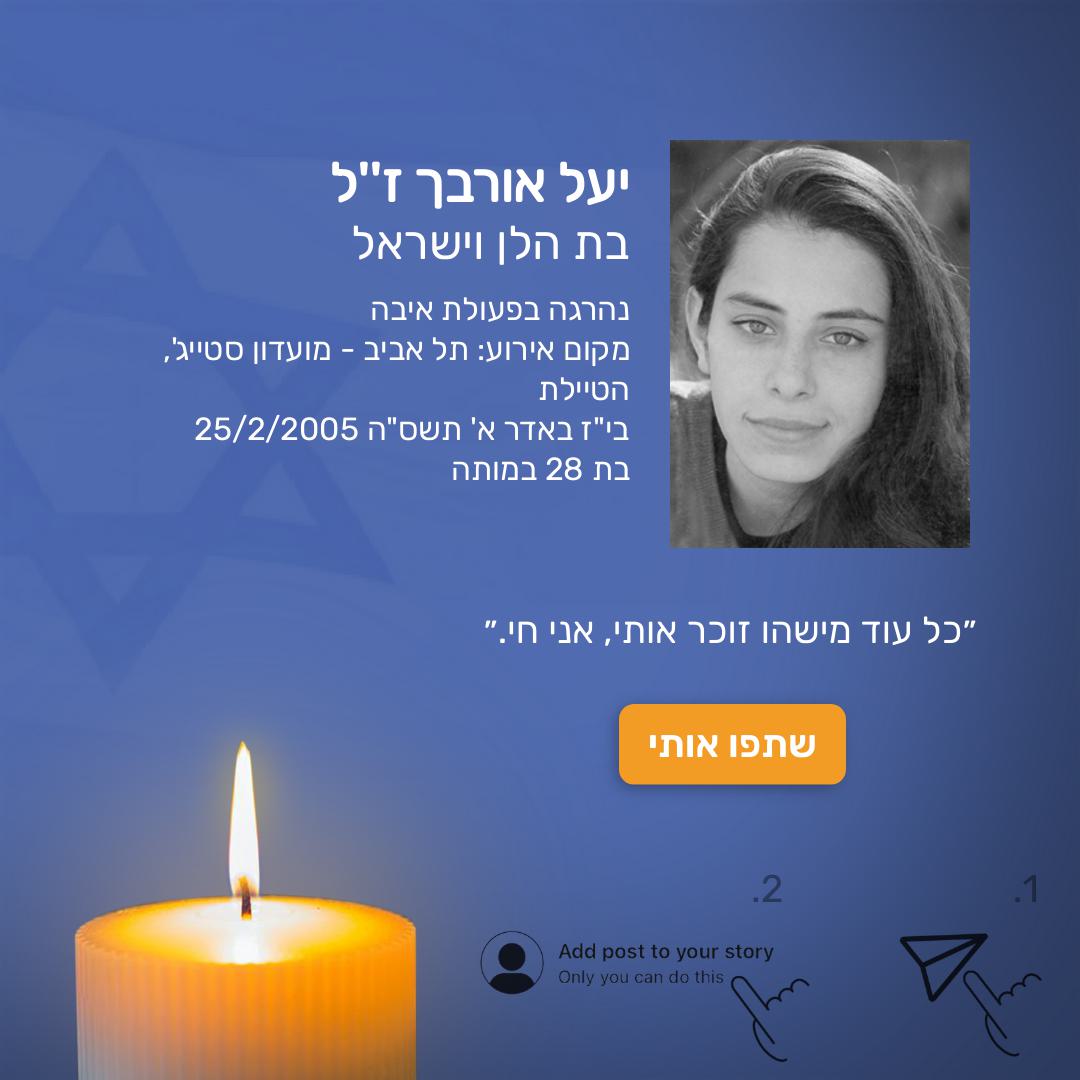 יעל אורבך ז"ל
בת הלן וישראל
נהרגה בפעולת איבה
מקום אירוע: תל אביב - מועדון סטייג',
הטיילת
בי"ז באדר א' תשס"ה 25/2/2005
בת 28 במותה
״כל עוד מישהו זוכר אותי, אני חי.״
שתפו אותי
.1
.2
Add post to your story
Only you can do this